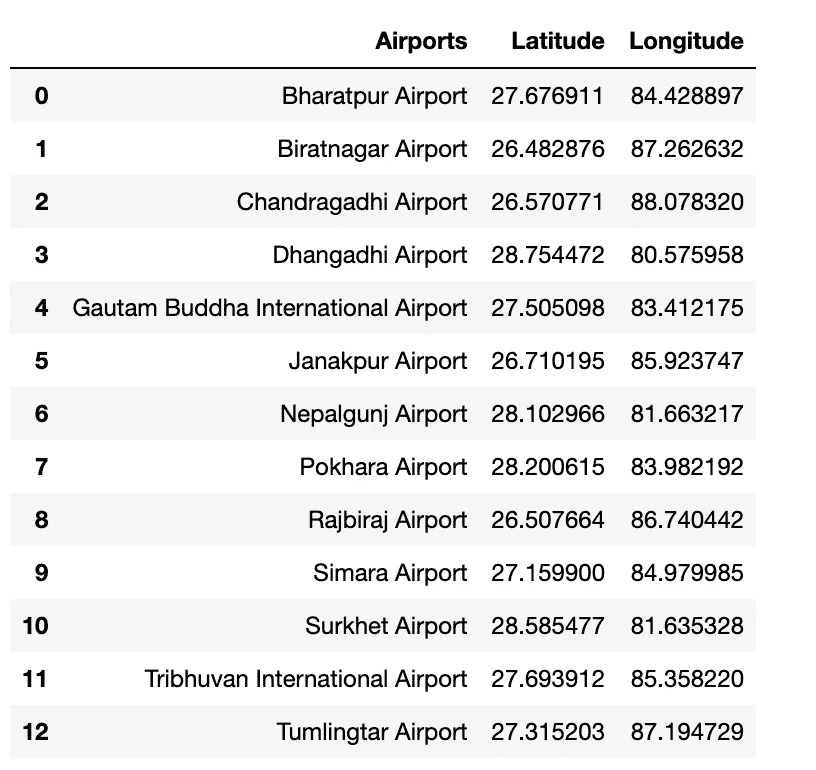 Airports Latitude Longitude
0 Bharatpur Airport 27.676911 84.428897
1 Biratnagar Airport 26.482876 87.262632
2 Chandragadhi Airport 26.570771 88.078320
3 Dhangadhi Airport 28.754472 80.575958
4 Gautam Buddha International Airport 27.505098 83.412175
5 Janakpur Airport 26.710195 85.923747
6 Nepalgunj Airport 28.102966 81.663217
7 Pokhara Airport 28.200615 83.982192
8 Rajbiraj Airport 26.507664 86.740442
9 Simara Airport 27.159900 84.979985
10 Surkhet Airport 28.585477 81.635328
11 Tribhuvan International Airport 27.693912 85.358220
12 Tumlingtar Airport 27.315203 87.194729